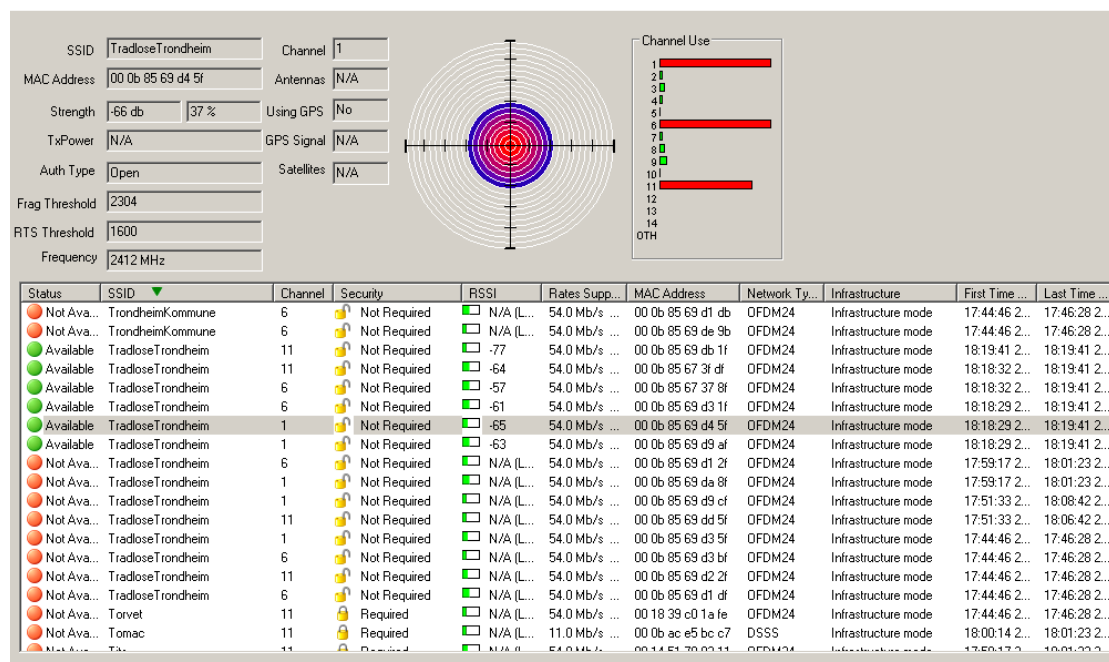 SSID TradloseTrondheim Channel 1 Channel Use
MAC Address 00 0b 85 69 d4 5f Antennas N/A
Strength -66 db 37 % Using GPS No
TxPower N/A GPS Signal N/A
Auth Type Open Satellites N/A
Frag Threshold 2304
RTS Threshold 1600
Frequency 2412 MHz
1
2
3
4
5
6
7
8
9
10
11
12
13
14
OTH
Status SSID Channel Security RSSI Rates Supp... MAC Address Network Ty... Infrastructure First Time ... Last Time ...
Not Ava... TrondheimKommune 6 Not Required N/A (L... 54.0 Mb/s ... 00 0b 85 69 d1 db OFDM24 Infrastructure mode 17:44:46 2... 17:46:28 2...
Not Ava... TrondheimKommune 6 Not Required N/A (L... 54.0 Mb/s ... 00 0b 85 69 de 9b OFDM24 Infrastructure mode 17:44:46 2... 17:46:28 2...
Available TradloseTrondheim 11 Not Required -77 54.0 Mb/s ... 00 0b 85 69 db 1f OFDM24 Infrastructure mode 18:19:41 2... 18:19:41 2...
Available TradloseTrondheim 11 Not Required -64 54.0 Mb/s ... 00 0b 85 67 3f df OFDM24 Infrastructure mode 18:18:32 2... 18:19:41 2...
Available TradloseTrondheim 6 Not Required -57 54.0 Mb/s ... 00 0b 85 67 37 8f OFDM24 Infrastructure mode 18:18:32 2... 18:19:41 2...
Available TradloseTrondheim 6 Not Required -61 54.0 Mb/s ... 00 0b 85 69 d3 1f OFDM24 Infrastructure mode 18:18:29 2... 18:19:41 2...
Available TradloseTrondheim 1 Not Required -65 54.0 Mb/s ... 00 0b 85 69 d4 5f OFDM24 Infrastructure mode 18:18:29 2... 18:19:41 2...
Available TradloseTrondheim 1 Not Required -63 54.0 Mb/s ... 00 0b 85 69 d9 af OFDM24 Infrastructure mode 18:18:29 2... 18:19:41 2...
Not Ava... TradloseTrondheim 6 Not Required N/A (L... 54.0 Mb/s ... 00 0b 85 69 d1 2f OFDM24 Infrastructure mode 17:59:17 2... 18:01:23 2...
Not Ava... TradloseTrondheim 1 Not Required N/A (L... 54.0 Mb/s ... 00 0b 85 69 da 8f OFDM24 Infrastructure mode 17:59:17 2... 18:01:23 2...
Not Ava... TradloseTrondheim 1 Not Required N/A (L... 54.0 Mb/s ... 00 0b 85 69 d9 cf OFDM24 Infrastructure mode 17:51:33 2... 18:08:42 2...
Not Ava... TradloseTrondheim 11 Not Required N/A (L... 54.0 Mb/s ... 00 0b 85 69 dd 5f OFDM24 Infrastructure mode 17:51:33 2... 18:06:42 2...
Not Ava... TradloseTrondheim 1 Not Required N/A (L... 54.0 Mb/s ... 00 0b 85 69 d3 5f OFDM24 Infrastructure mode 17:44:46 2... 17:46:28 2...
Not Ava... TradloseTrondheim 6 Not Required N/A (L... 54.0 Mb/s ... 00 0b 85 69 d3 bf OFDM24 Infrastructure mode 17:44:46 2... 17:46:28 2...
Not Ava... TradloseTrondheim 11 Not Required N/A (L... 54.0 Mb/s ... 00 0b 85 69 d2 2f OFDM24 Infrastructure mode 17:44:46 2... 17:46:28 2...
Not Ava... TradloseTrondheim 6 Not Required N/A (L... 54.0 Mb/s ... 00 0b 85 69 d1 df OFDM24 Infrastructure mode 17:44:46 2... 17:46:28 2...
Not Ava... Torvet 11 Required N/A (L... 54.0 Mb/s ... 00 18 39 c0 1a fe OFDM24 Infrastructure mode 17:44:46 2... 17:46:28 2...
Not Ava... Tomac 11 Required N/A (L... 11.0 Mb/s ... 00 0b ac e5 bc c7 DSSS Infrastructure mode 18:00:14 2... 18:01:23 2...